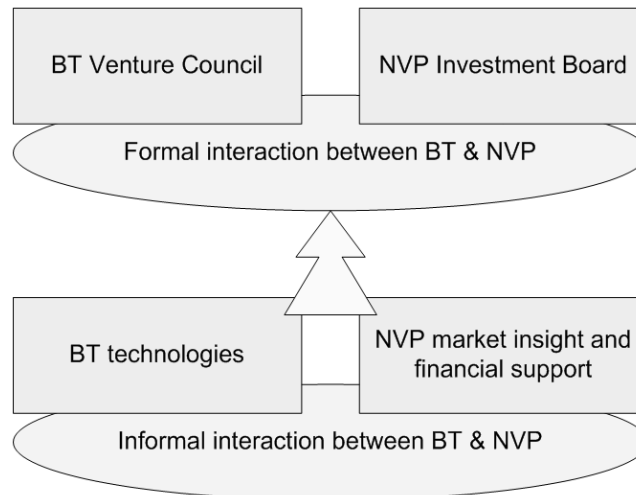 BT Venture Council
NVP Investment Board
Formal interaction between BT & NVP
BT technologies
NVP market insight and
financial support
Informal interaction between BT & NVP